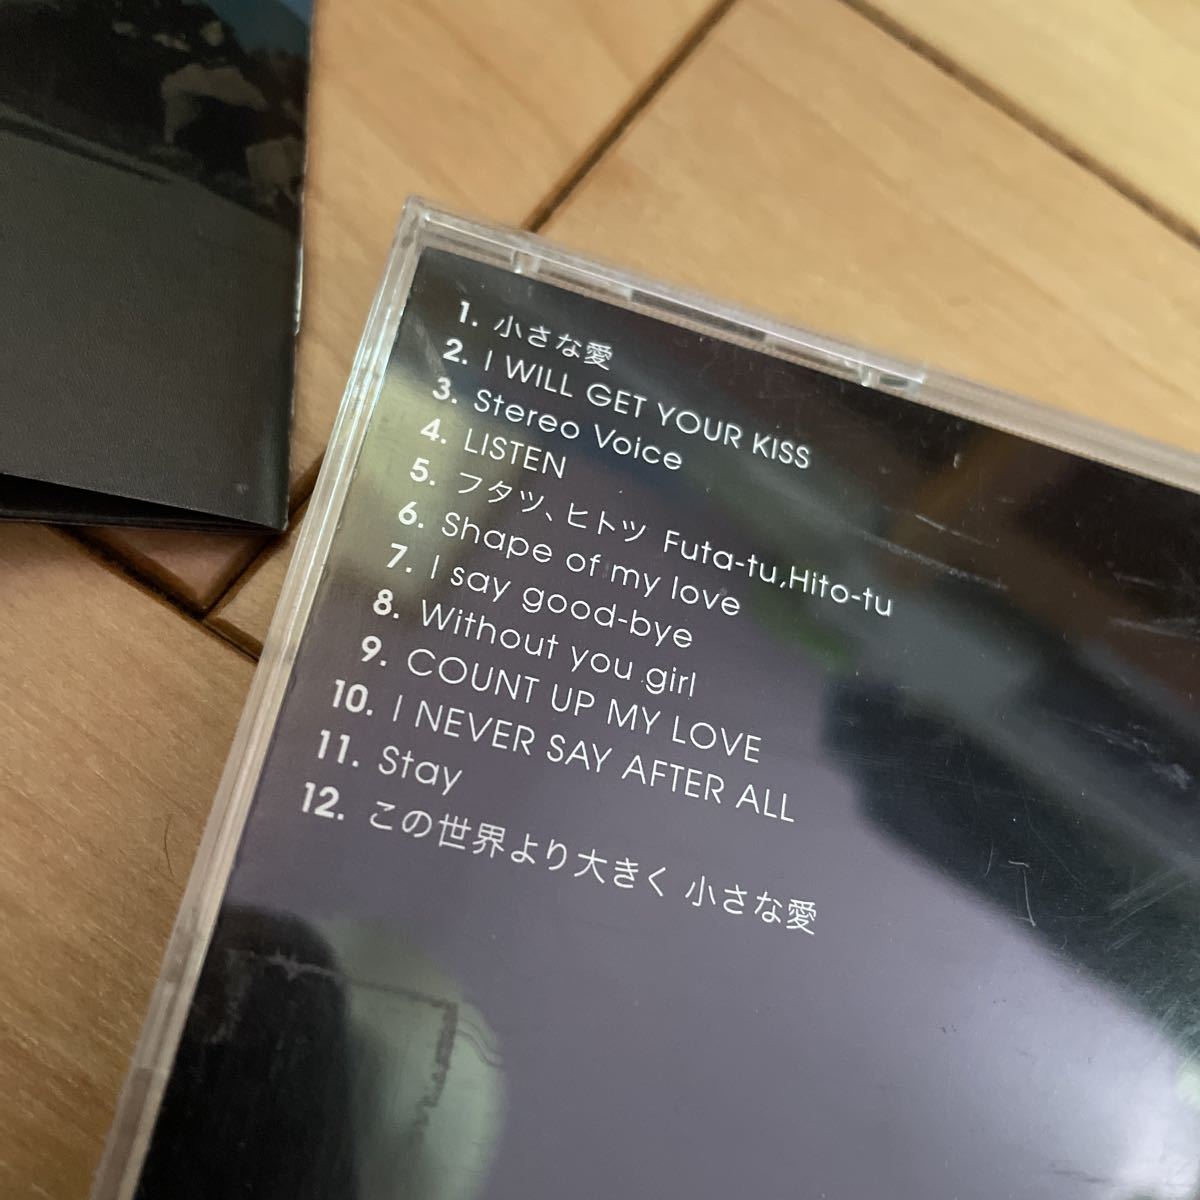 1. 小さな愛
2. I WILL GET YOUR KISS
3. Stereo Voice
4. LISTEN
5. フタツ、ヒトツ Futa-tu,Hito-tu
6. Shape of my love
7. I say good-bye
8. Without you girl
9. COUNT UP MY LOVE
10. I NEVER SAY AFTER ALL
11. Stay
12. この世界より大きく 小さな愛